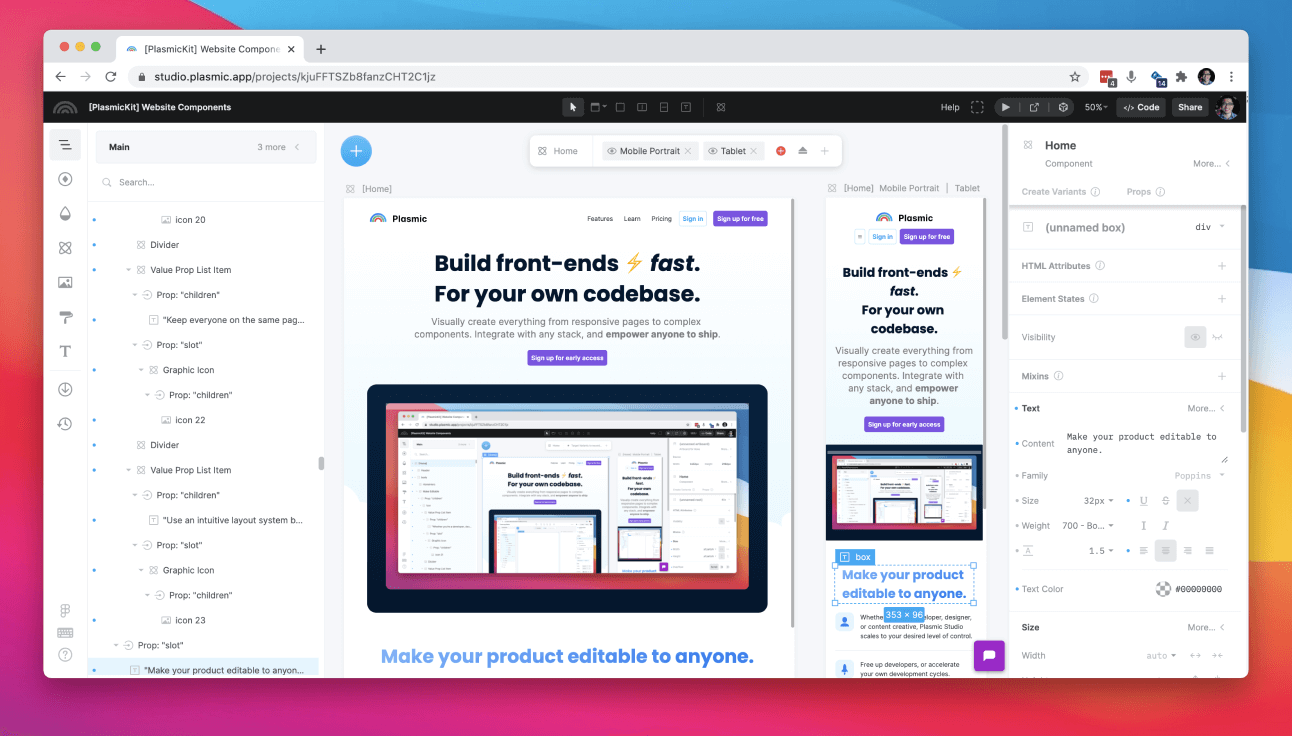 [PlasmicKit] Website Compone
studio.plasmic.app/projects/kjuFFTSZb8fanzCHT2C1jz
4
14
[PlasmicKit] Website Components
Help
50%
</> Code
Share
Main
3 more
Search...
icon 20
Divider
Value Prop List Item
Prop: "children"
"Keep everyone on the same pag...
Prop: "slot"
Graphic Icon
Prop: "children"
icon 22
Divider
Value Prop List Item
Prop: "children"
"Use an intuitive layout system b...
Prop: "slot"
Graphic Icon
Prop: "children"
icon 23
Prop: "slot"
"Make your product editable to anyon...
Home
Mobile Portrait
Tablet
[Home]
Plasmic
Features
Learn
Pricing
Sign in
Sign up for free
Build front-ends ⚡ fast.
For your own codebase.
Visually create everything from responsive pages to complex
components. Integrate with any stack, and empower anyone to ship.
Sign up for early access
Build front-ends ⚡ fast.
For your own codebase.
Make your product editable to anyone.
[Home] Mobile Portrait | Tablet
Plasmic
Sign in
Sign up for free
Build front-ends ⚡
fast.
For your own
codebase.
Visually create everything from
responsive pages to complex
components. Integrate with
any stack, and empower
anyone to ship.
Sign up for early access
box
Make your product
editable to anyone.
353 × 96
Whethe
loper, designer,
or content creative, Plasmic Studio
scales to your desired level of control.
Free up developers, or accelerate
your own development cycles.
Home
Component
More...
Create Variants
Props
(unnamed box)
div
HTML Attributes
Element States
Visibility
Mixins
Text
More...
Content
Make your product editable to
anyone.
Family
Poppins
Size
32px
Weight
700 - Bo...
1.5
Text Color
#00000000
Size
More...
Width
auto